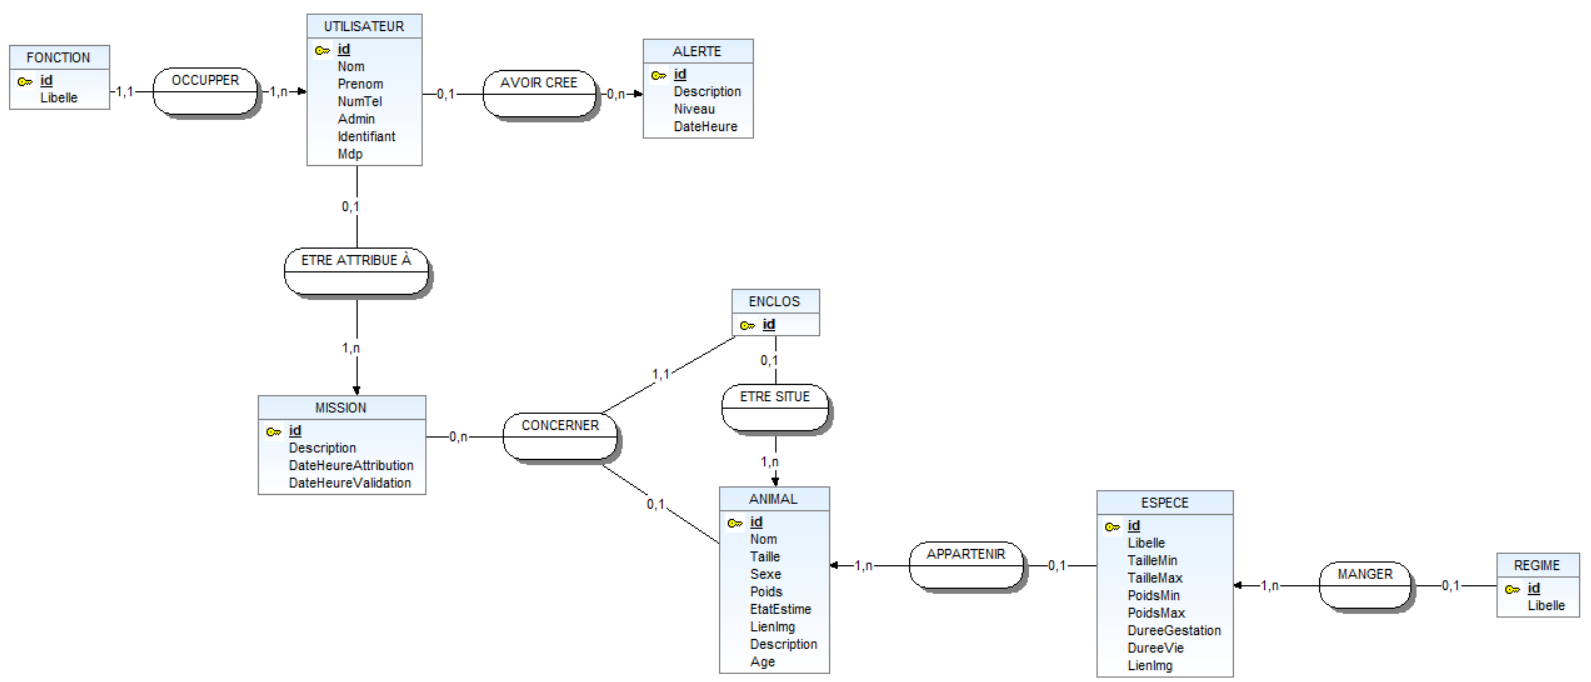 FONCTION
id
Libelle
1,1
OCCUPPER
1,n
UTILISATEUR
id
Nom
Prenom
NumTel
Admin
Identifiant
Mdp
0,1
AVOIR CREE
0,n
ALERTE
id
Description
Niveau
DateHeure
0,1
ETRE ATTRIBUE À
1,n
MISSION
id
Description
DateHeureAttribution
DateHeureValidation
0,n
CONCERNER
1,1
0,1
ENCLOS
id
0,1
ETRE SITUE
1,n
ANIMAL
id
Nom
Taille
Sexe
Poids
EtatEstime
LienImg
Description
Age
1,n
APPARTENIR
0,1
ESPECE
id
Libelle
TailleMin
TailleMax
PoidsMin
PoidsMax
DureeGestation
DureeVie
LienImg
1,n
MANGER
0,1
REGIME
id
Libelle